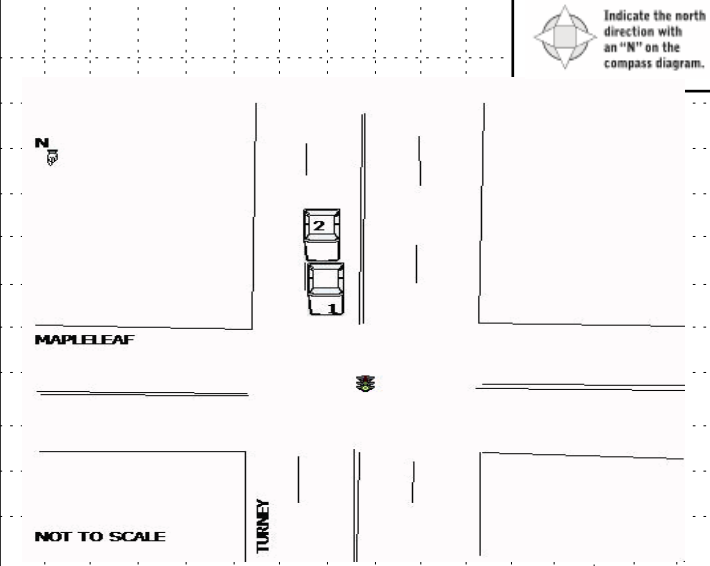 Indicate the north
direction with
an "N" on the
compass diagram.
N
2
1
MAPLELEAF
TURNEY
NOT TO SCALE